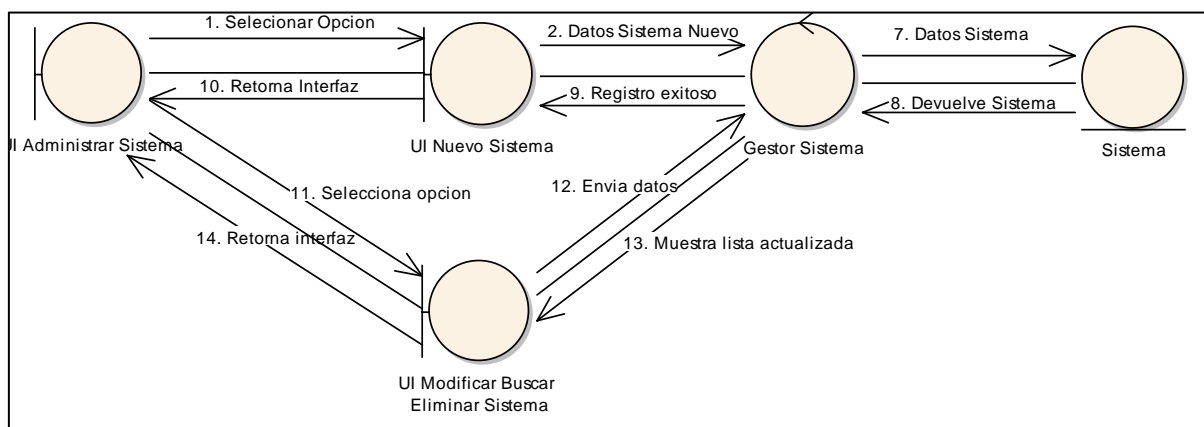 1. Selecionar Opcion
2. Datos Sistema Nuevo
7. Datos Sistema
10. Retorna Interfaz
9. Registro exitoso
8. Devuelve Sistema
UI Administrar Sistema
UI Nuevo Sistema
Gestor Sistema
Sistema
11. Selecciona opcion
12. Envia datos
14. Retorna interfaz
13. Muestra lista actualizada
UI Modificar Buscar
Eliminar Sistema